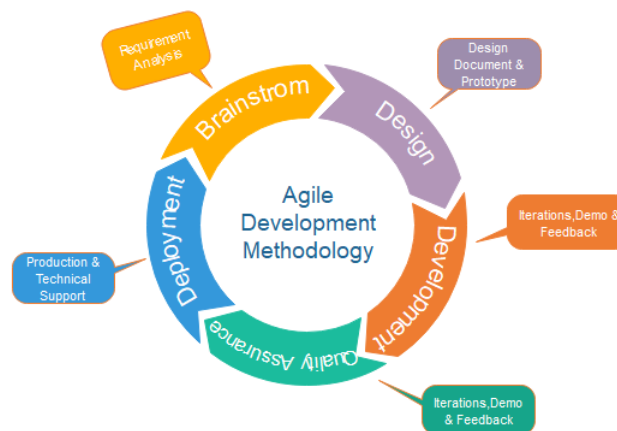 Requirement
Analysis
Brainstrom
Design
Design
Document &
Prototype
Development
Iterations,Demo &
Feedback
Quality Assurance
Iterations,Demo
& Feedback
Deployment
Production &
Technical
Support
Agile
Development
Methodology